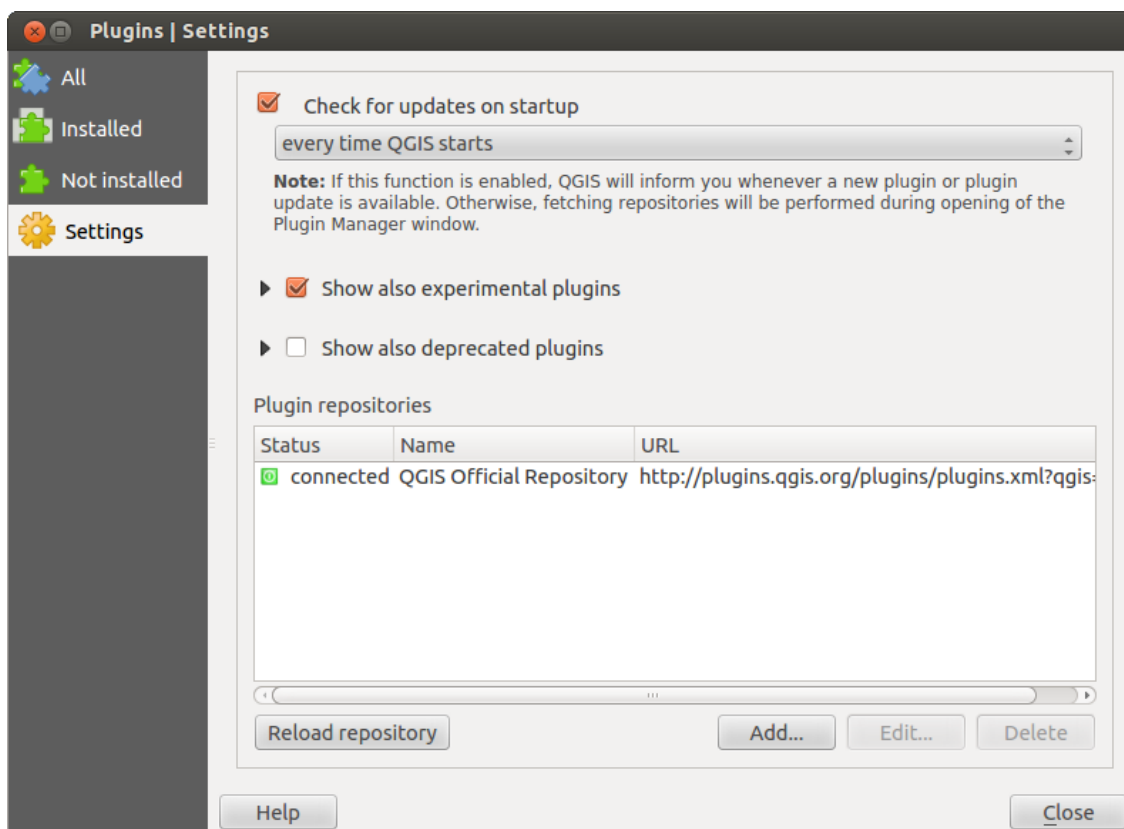 Plugins | Settings
All
Installed
Not installed
Settings
Check for updates on startup
every time QGIS starts
Note: If this function is enabled, QGIS will inform you whenever a new plugin or plugin
update is available. Otherwise, fetching repositories will be performed during opening of the
Plugin Manager window.
Show also experimental plugins
Show also deprecated plugins
Plugin repositories
Status Name URL
connected QGIS Official Repository http://plugins.qgis.org/plugins/plugins.xml?qgis=
Reload repository Add... Edit... Delete
Help Close